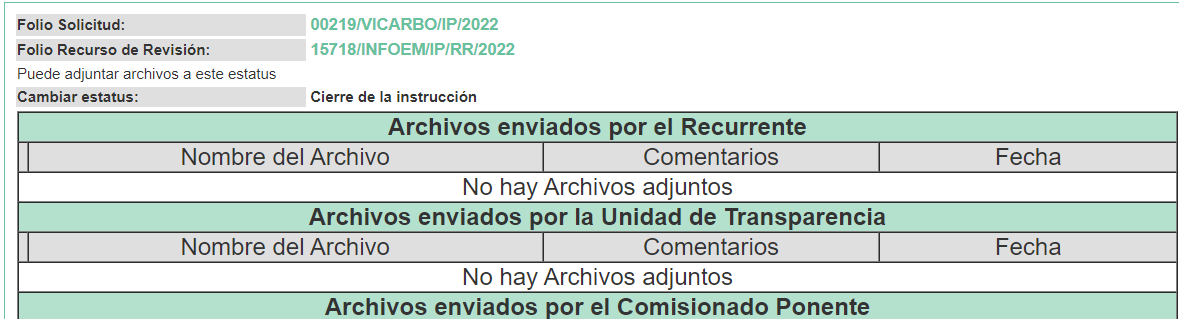 Folio Solicitud: 00219/VICARBO/IP/2022
Folio Recurso de Revisión: 15718/INFOEM/IP/RR/2022
Puede adjuntar archivos a este estatus
Cambiar estatus: Cierre de la instrucción
Archivos enviados por el Recurrente
Nombre del Archivo Comentarios Fecha
No hay Archivos adjuntos
Archivos enviados por la Unidad de Transparencia
Nombre del Archivo Comentarios Fecha
No hay Archivos adjuntos
Archivos enviados por el Comisionado Ponente